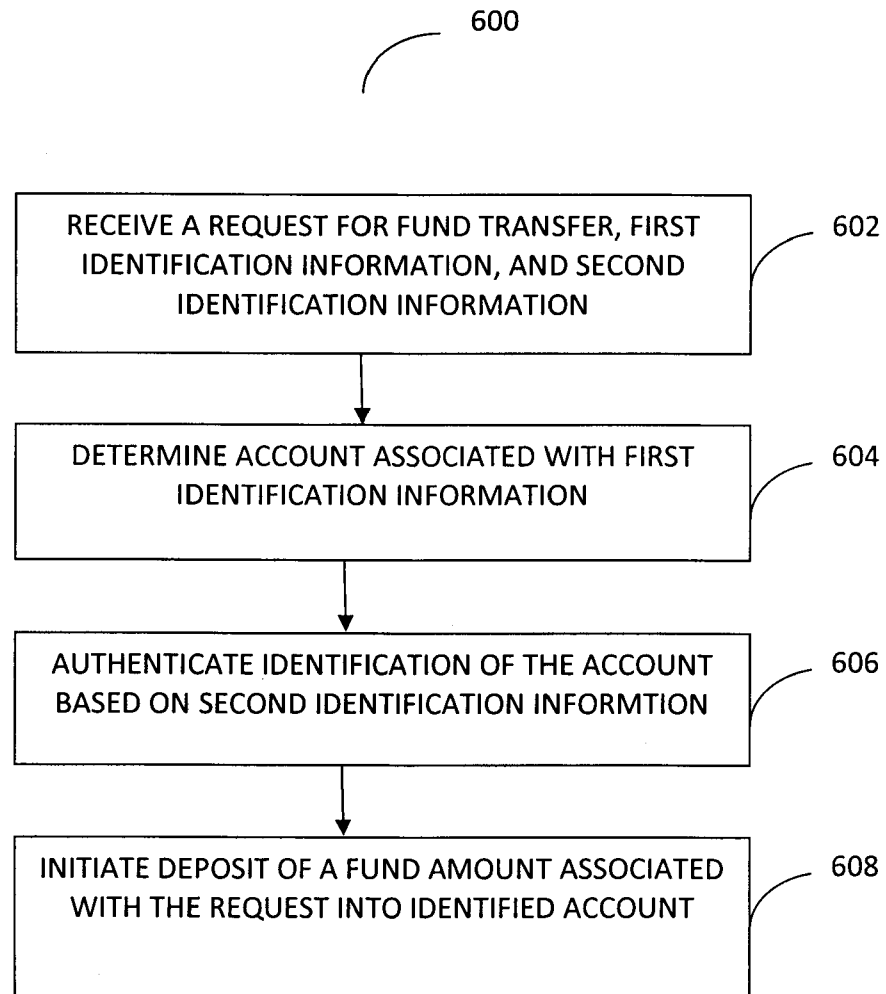 600
RECEIVE A REQUEST FOR FUND TRANSFER, FIRST
IDENTIFICATION INFORMATION, AND SECOND
IDENTIFICATION INFORMATION
602
DETERMINE ACCOUNT ASSOCIATED WITH FIRST
IDENTIFICATION INFORMATION
604
AUTHENTICATE IDENTIFICATION OF THE ACCOUNT
BASED ON SECOND IDENTIFICATION INFORMTION
606
INITIATE DEPOSIT OF A FUND AMOUNT ASSOCIATED
WITH THE REQUEST INTO IDENTIFIED ACCOUNT
608